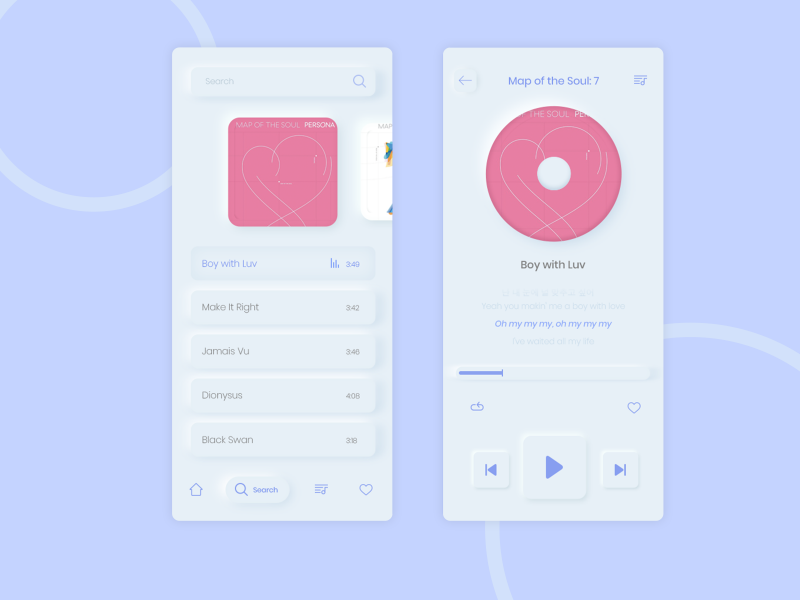 Search
MAP OF THE SOUL PERSONA
MAP
Boy with Luv 3:49
Make It Right 3:42
Jamais Vu 3:46
Dionysus 4:08
Black Swan 3:18
Search
Map of the Soul: 7
THE SOUL PER
Boy with Luv
Yeah you makin' me a boy with love
Oh my my my, oh my my my
I've waited all my life